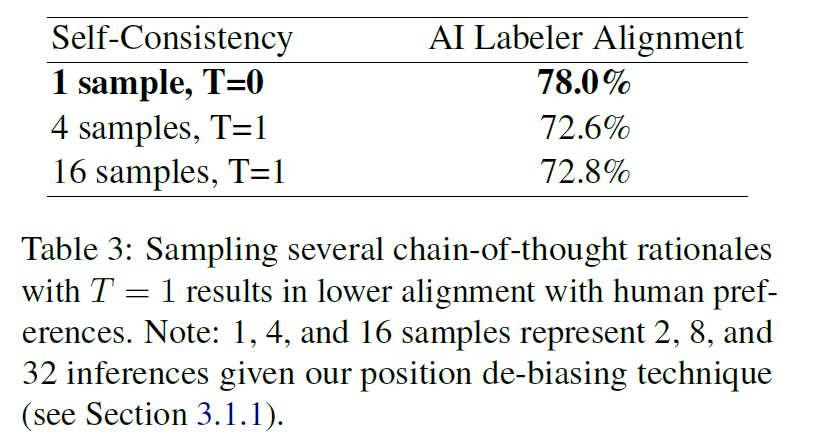 Self-Consistency AI Labeler Alignment
1 sample, T=0 78.0%
4 samples, T=1 72.6%
16 samples, T=1 72.8%
Table 3: Sampling several chain-of-thought rationales
with T = 1 results in lower alignment with human pref-
erences. Note: 1, 4, and 16 samples represent 2, 8, and
32 inferences given our position de-biasing technique
(see Section 3.1.1).